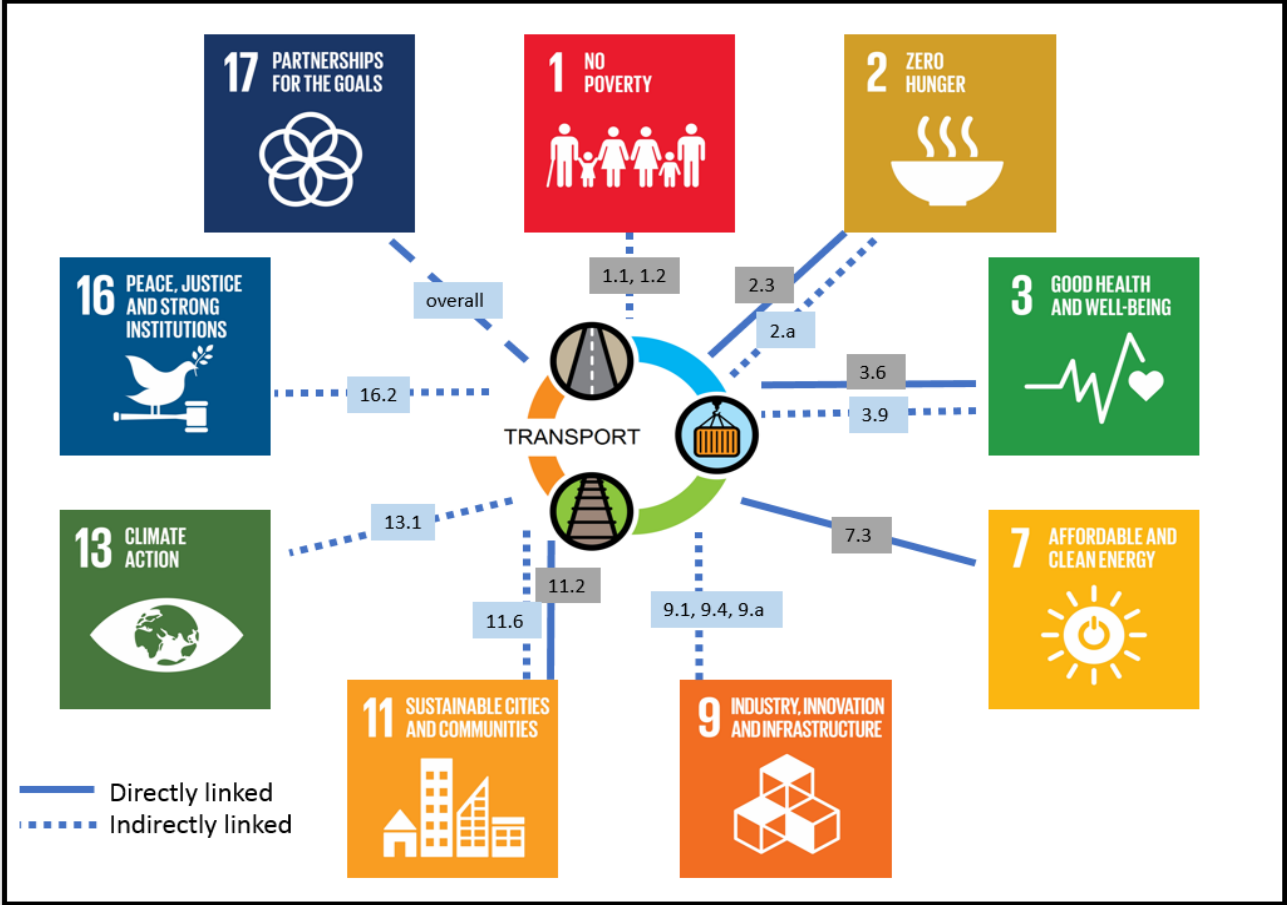 17 PARTNERSHIPS
FOR THE GOALS
1 NO
POVERTY
2 ZERO
HUNGER
16 PEACE, JUSTICE
AND STRONG
INSTITUTIONS
3 GOOD HEALTH
AND WELL-BEING
1.1, 1.2
2.3
overall
2.a
3.6
16.2
3.9
TRANSPORT
13 CLIMATE
ACTION
13.1
7.3
7 AFFORDABLE AND
CLEAN ENERGY
11.2
11.6
9.1, 9.4, 9.a
11 SUSTAINABLE CITIES
AND COMMUNITIES
9 INDUSTRY, INNOVATION
AND INFRASTRUCTURE
Directly linked
Indirectly linked